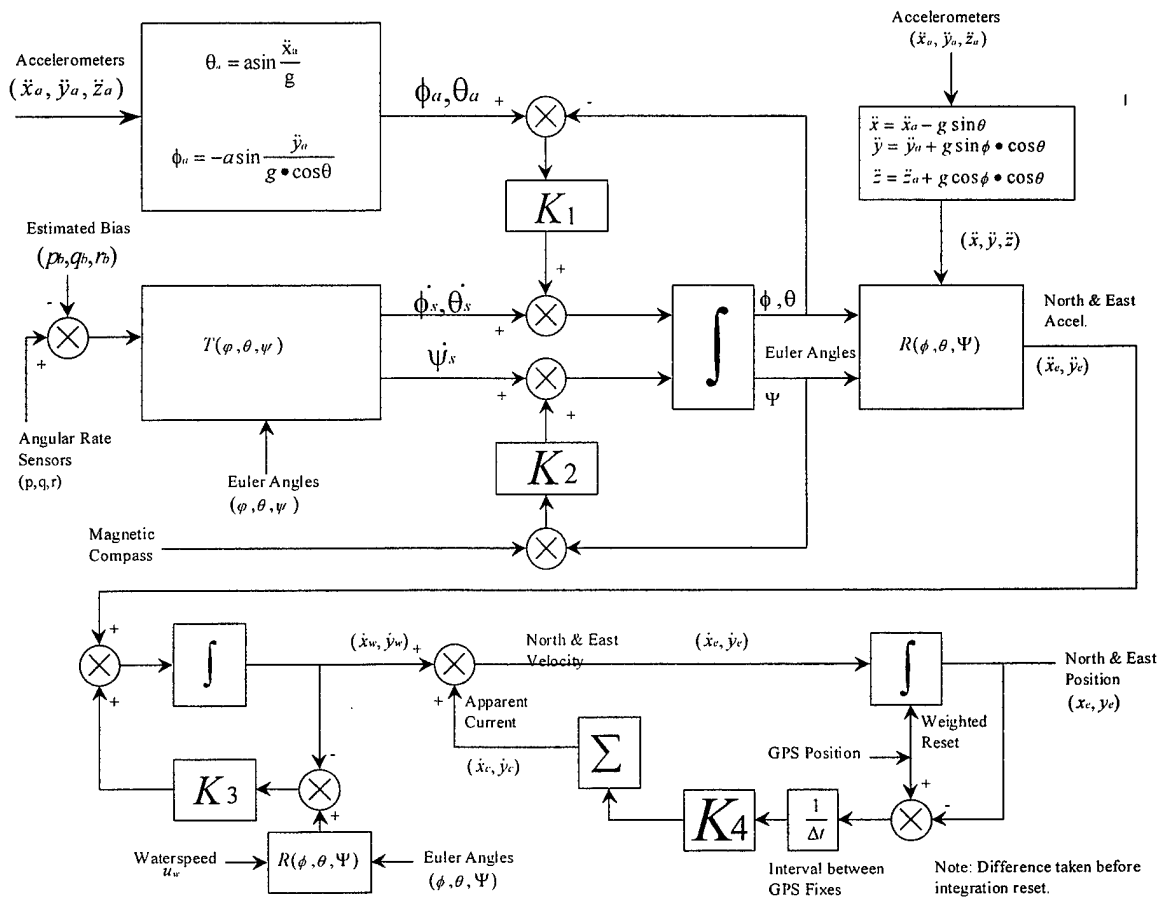 Accelerometers
(ẍa, ÿa, z̈a)
θa = asin ẍa / g
ϕa = -a sin ÿa / g • cosθ
ϕa, θa
+
-
K1
+
Accelerometers
(ẍa, ÿa, z̈a)
ẍ = ẍa - g sinθ
ÿ = ÿa + g sinϕ • cosθ
z̈ = z̈a + g cosϕ • cosθ
(ẍ, ÿ, z̈)
Estimated Bias
(pb, qb, rb)
-
+
Angular Rate
Sensors
(p,q,r)
T(φ, θ, ψ)
Euler Angles
(φ, θ, ψ)
ϕ̇s, θ̇s
+
ψ̇s
+
+
K2
Magnetic
Compass
∫
ϕ, θ
Euler Angles
Ψ
R(ϕ, θ, Ψ)
North & East
Accel.
(ẍe, ÿe)
+
+
∫
(ẋw, ẏw)
+
North & East
Velocity
(ẋe, ẏe)
∫
North & East
Position
(xe, ye)
+
Apparent
Current
(ẋc, ẏc)
Σ
Weighted
Reset
GPS Position
+
-
K3
-
+
K4
1 / Δt
Waterspeed
uw
R(ϕ, θ, Ψ)
Euler Angles
(ϕ, θ, Ψ)
Interval between
GPS Fixes
Note: Difference taken before
integration reset.